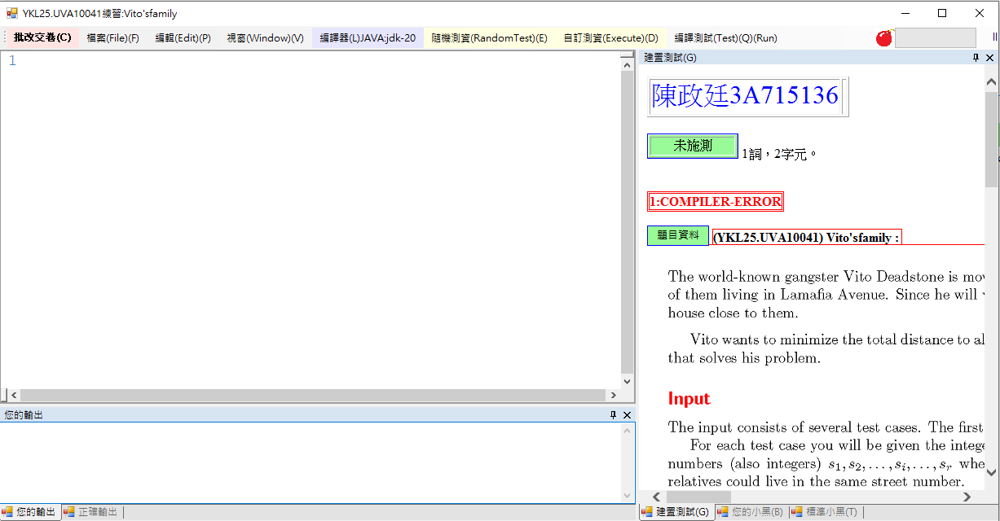 YKL25.UVA10041練習:Vito'sfamily
批改交卷(C) 檔案(File)(F) 編輯(Edit)(P) 視窗(Window)(V) 編譯器(L)JAVA:jdk-20 隨機測資(RandomTest)(E) 自訂測資(Execute)(D) 編譯測試(Test)(Q)(Run)
1
建置測試(G)
陳政廷3A715136
未施測 1詞，2字元。
1:COMPILER-ERROR
題目資料 (YKL25.UVA10041) Vito'sfamily :
The world-known gangster Vito Deadstone is mov
of them living in Lamafia Avenue. Since he will v
house close to them.
Vito wants to minimize the total distance to al
that solves his problem.
Input
The input consists of several test cases. The first
For each test case you will be given the intege
numbers (also integers) s1, s2, . . . , si, . . . , sr whe
relatives could live in the same street number.
您的輸出
您的輸出 正確輸出
建置測試(G) 您的小黑(B) 標準小黑(T)